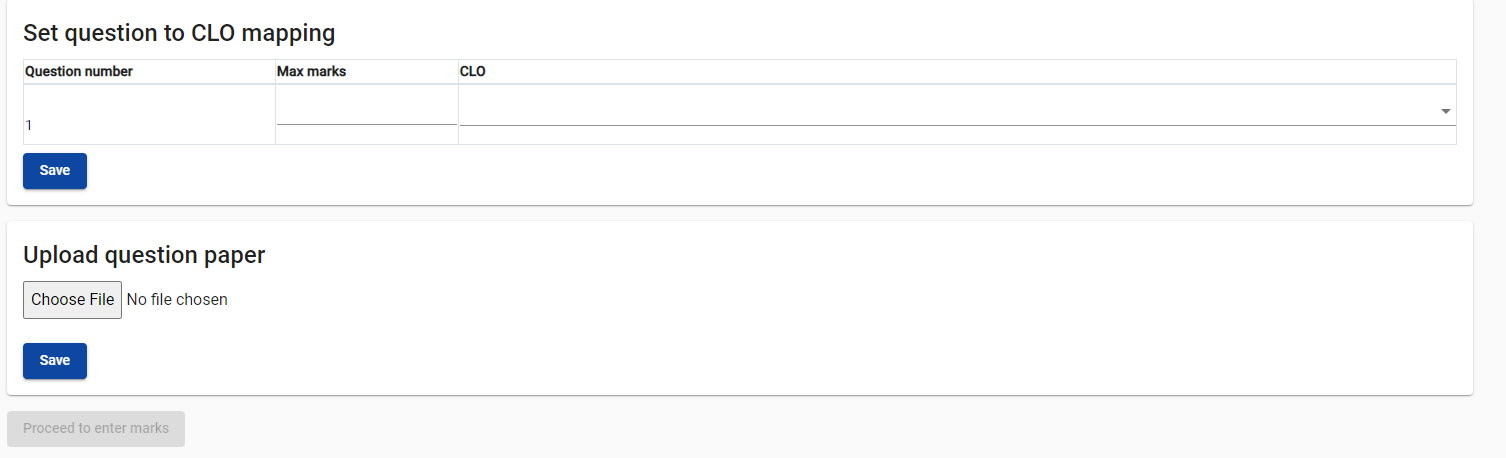 Set question to CLO mapping
Question number Max marks CLO
1
Save
Upload question paper
Choose File No file chosen
Save
Proceed to enter marks